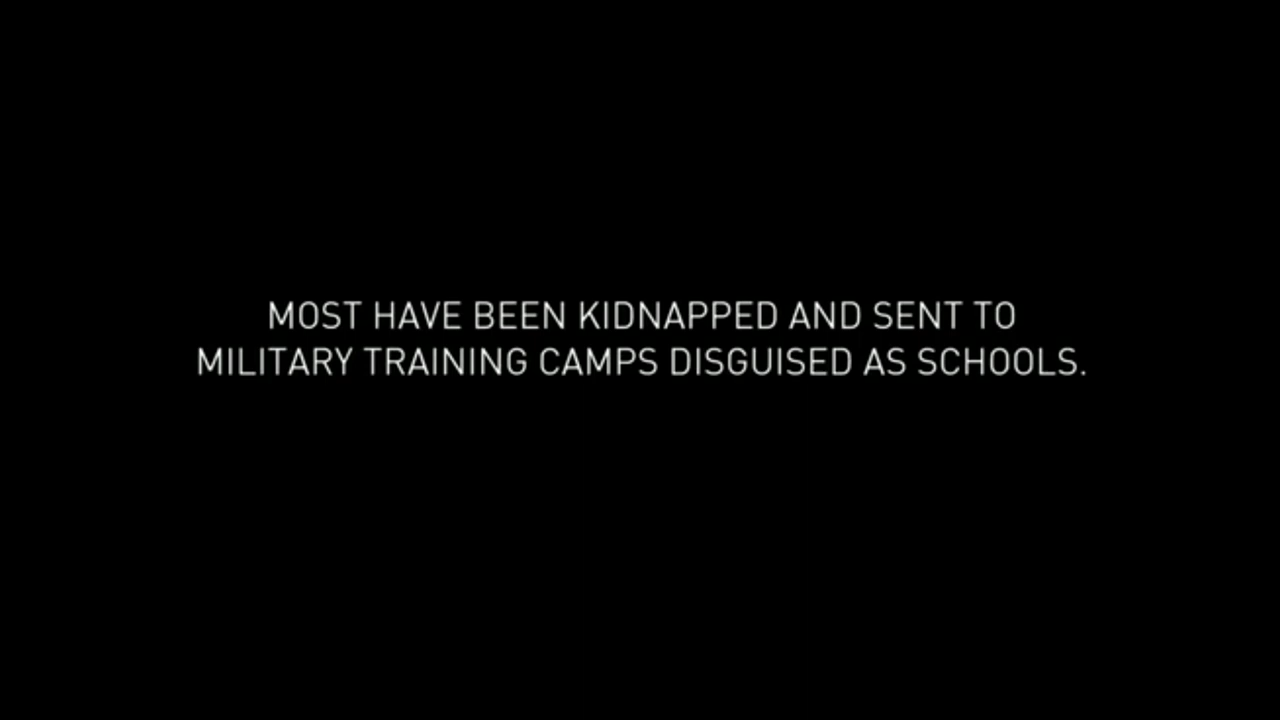 MOST HAVE BEEN KIDNAPPED AND SENT TO
MILITARY TRAINING CAMPS DISGUISED AS SCHOOLS.